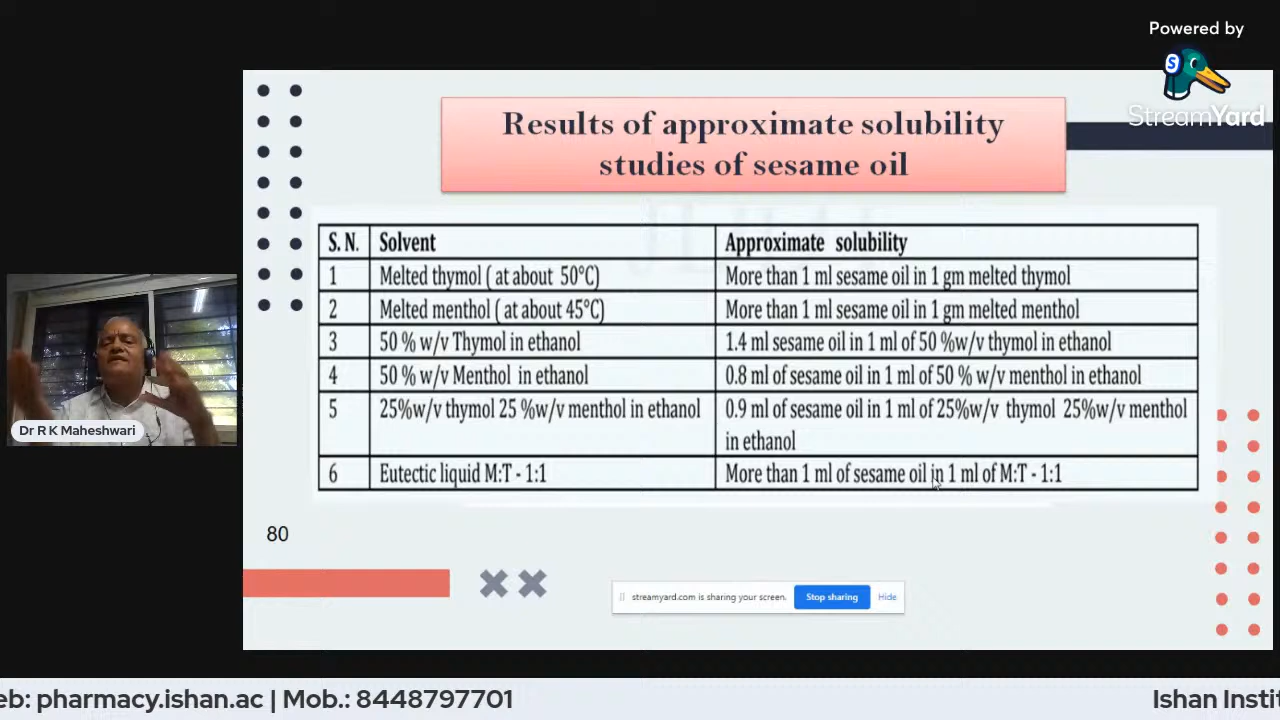 Powered by
StreamYard
Results of approximate solubility
studies of sesame oil
S. N. Solvent Approximate solubility
1 Melted thymol ( at about 50°C) More than 1 ml sesame oil in 1 gm melted thymol
2 Melted menthol ( at about 45°C) More than 1 ml sesame oil in 1 gm melted menthol
3 50 % w/v Thymol in ethanol 1.4 ml sesame oil in 1 ml of 50 %w/v thymol in ethanol
4 50 % w/v Menthol in ethanol 0.8 ml of sesame oil in 1 ml of 50 % w/v menthol in ethanol
5 25%w/v thymol 25 %w/v menthol in ethanol 0.9 ml of sesame oil in 1 ml of 25%w/v thymol 25%w/v menthol
in ethanol
6 Eutectic liquid M:T - 1:1 More than 1 ml of sesame oil in 1 ml of M:T - 1:1
Dr R K Maheshwari
80
streamyard.com is sharing your screen. Stop sharing Hide
eb: pharmacy.ishan.ac | Mob.: 8448797701 Ishan Instit